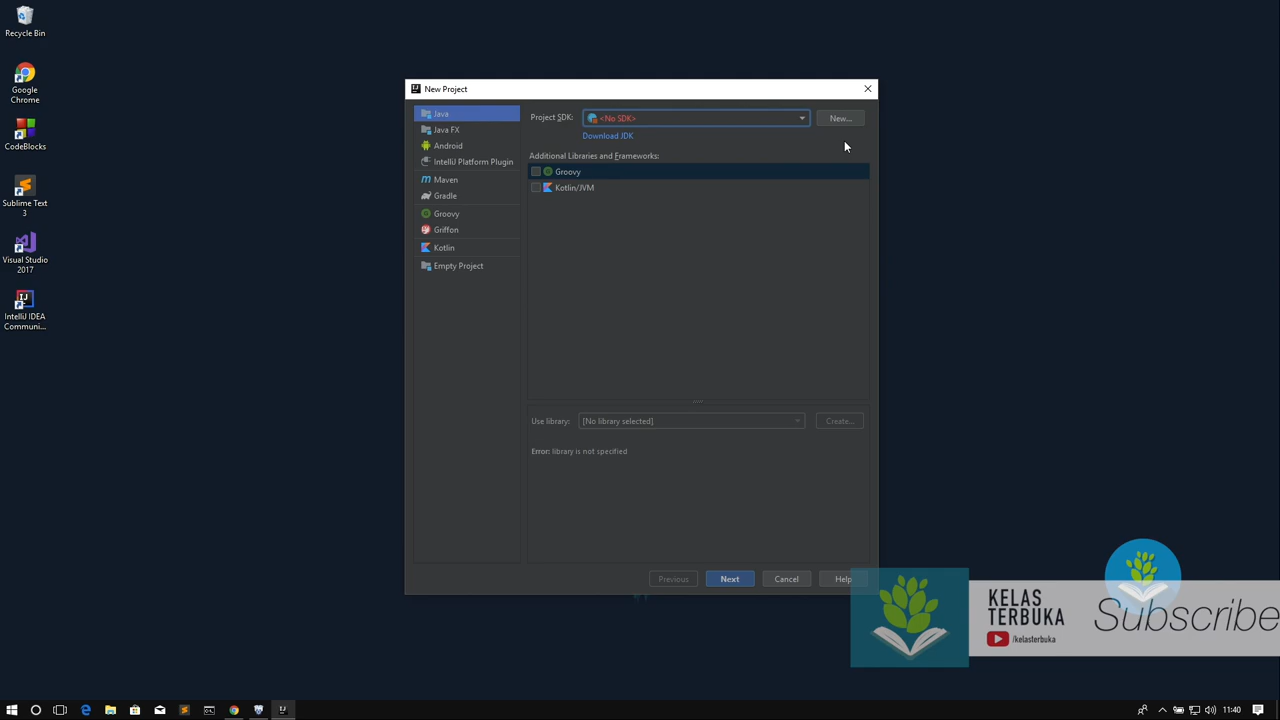 Recycle Bin
Google
Chrome
CodeBlocks
Sublime Text
3
Visual Studio
2017
IntelliJ IDEA
Communi...
New Project
Java
Java FX
Android
IntelliJ Platform Plugin
Maven
Gradle
Groovy
Griffon
Kotlin
Empty Project
Project SDK:
<No SDK>
New...
Download JDK
Additional Libraries and Frameworks:
Groovy
Kotlin/JVM
Use library:
[No library selected]
Create...
Error: library is not specified
Previous
Next
Cancel
Help
KELAS
TERBUKA
/kelasterbuka
Subscribe
11:40